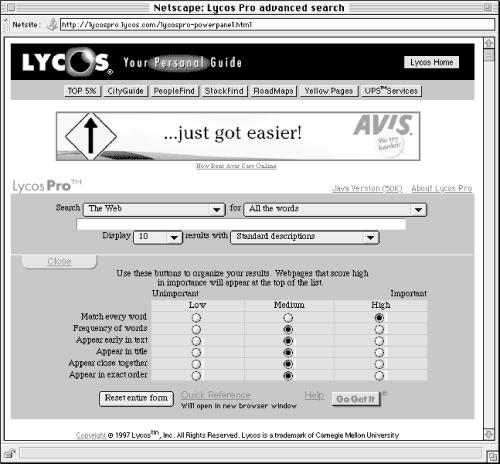 Netscape: Lycos Pro advanced search
Netsite: http://lycospro.lycos.com/lycospro-powerpanel.html
LYCOS® Your Personal Guide Lycos Home
TOP 5% CityGuide PeopleFind StockFind RoadMaps Yellow Pages UPS™Services
...just got easier! AVIS.
We try
harder.
How Rent Avis Cars Online
Lycos Pro™ Java Version (50K) About Lycos Pro
Search The Web for All the words
Display 10 results with Standard descriptions
Close
Use these buttons to organize your results. Webpages that score high
in importance will appear at the top of the list.
Unimportant Important
Low Medium High
Match every word
Frequency of words
Appear early in text
Appear in title
Appear close together
Appear in exact order
Reset entire form Quick Reference Help Go Get It®
Will open in new browser window
Copyright © 1997 Lycos™, Inc. All Rights Reserved. Lycos is a trademark of Carnegie Mellon University